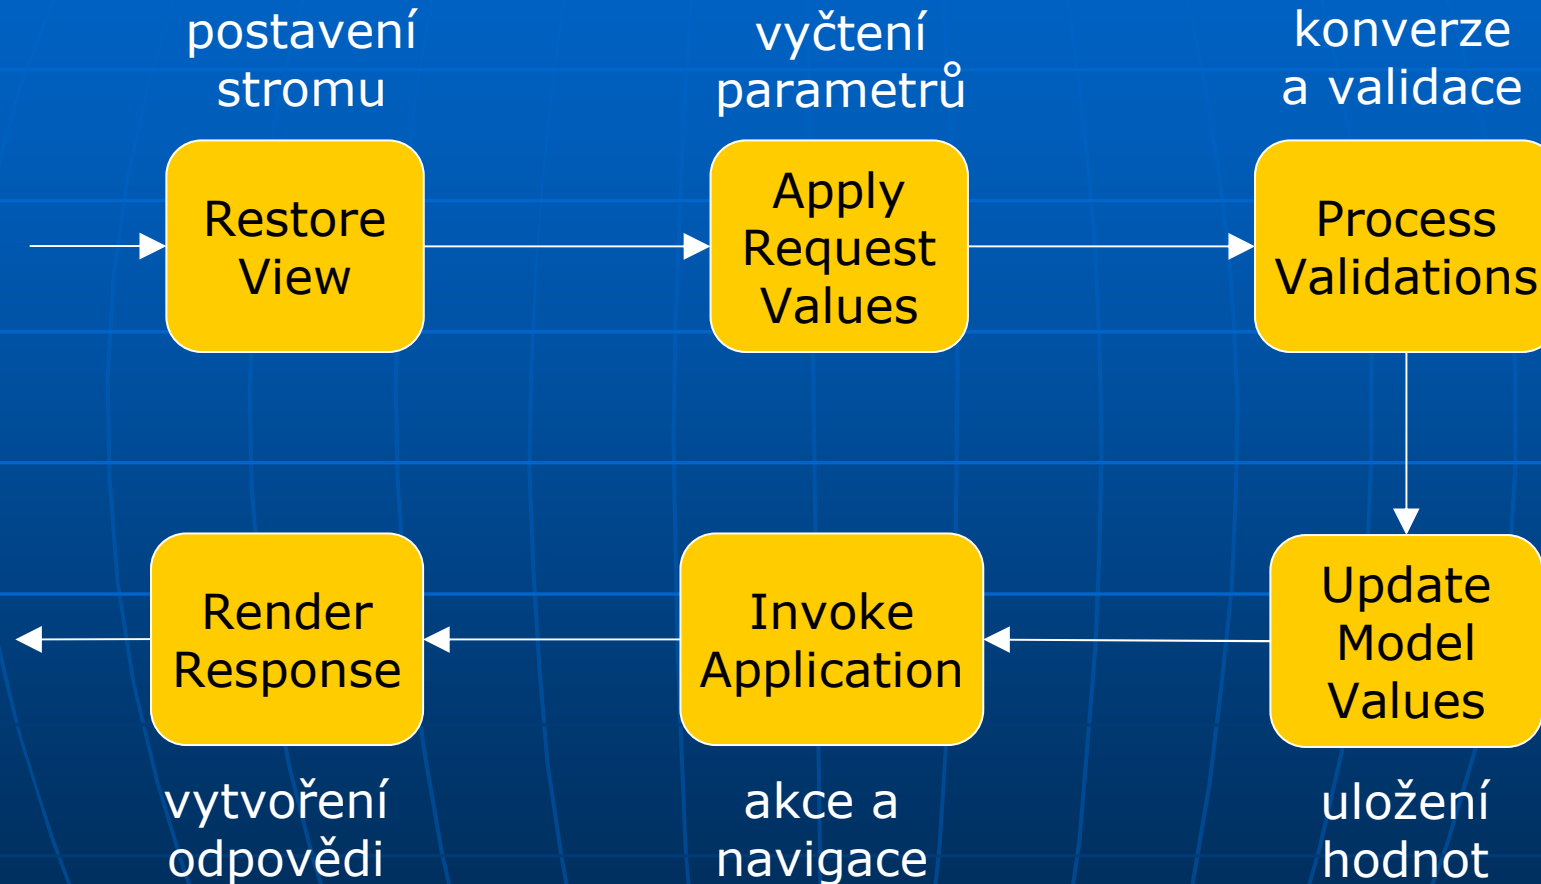 postavení
stromu
vyčtení
parametrů
konverze
a validace
Restore
View
Apply
Request
Values
Process
Validations
Render
Response
Invoke
Application
Update
Model
Values
vytvoření
odpovědi
akce a
navigace
uložení
hodnot